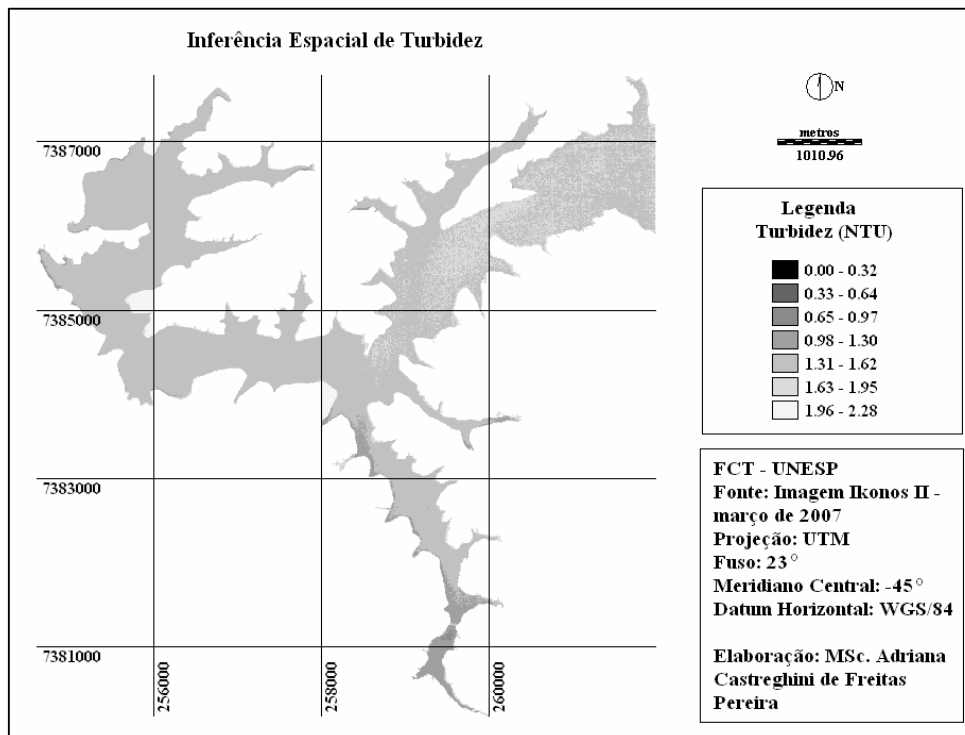 Inferência Espacial de Turbidez
N
metros
1010.96
7387000
7385000
7383000
7381000
256000
258000
260000
Legenda
Turbidez (NTU)
0.00 - 0.32
0.33 - 0.64
0.65 - 0.97
0.98 - 1.30
1.31 - 1.62
1.63 - 1.95
1.96 - 2.28
FCT - UNESP
Fonte: Imagem Ikonos II -
março de 2007
Projeção: UTM
Fuso: 23°
Meridiano Central: -45°
Datum Horizontal: WGS/84
Elaboração: MSc. Adriana
Castreghini de Freitas
Pereira